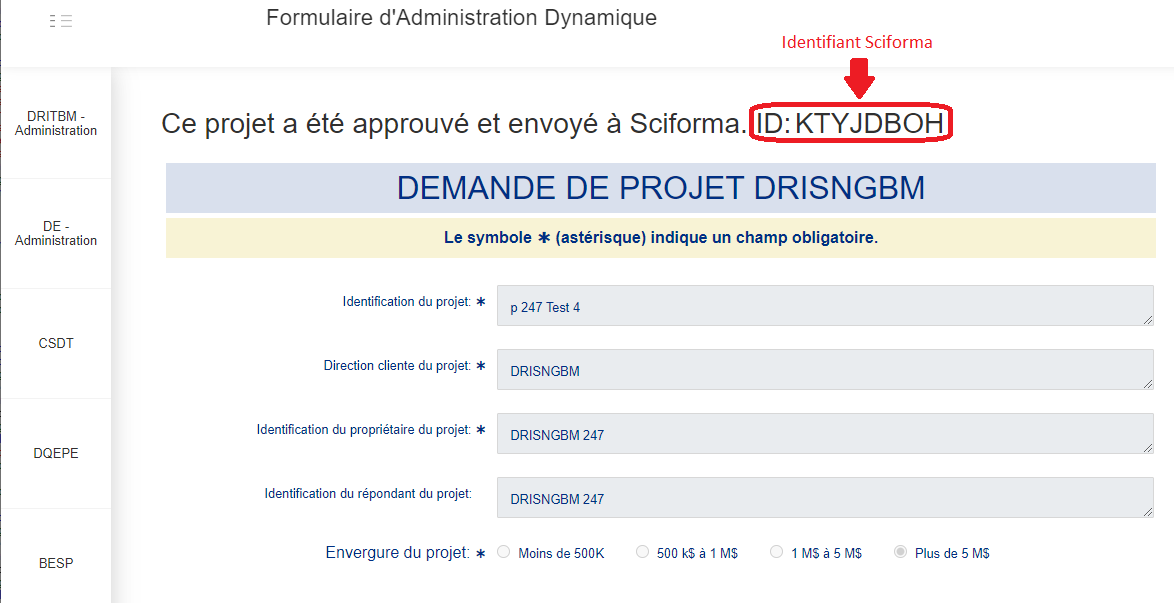 Formulaire d'Administration Dynamique
Identifiant Sciforma
DRITBM -
Administration
DE -
Administration
CSDT
DQEPE
BESP
Ce projet a été approuvé et envoyé à Sciforma. ID: KTYJDBOH
DEMANDE DE PROJET DRISNGBM
Le symbole * (astérisque) indique un champ obligatoire.
Identification du projet: * p 247 Test 4
Direction cliente du projet: * DRISNGBM
Identification du propriétaire du projet: * DRISNGBM 247
Identification du répondant du projet: DRISNGBM 247
Envergure du projet: * Moins de 500K 500 k$ à 1 M$ 1 M$ à 5 M$ Plus de 5 M$